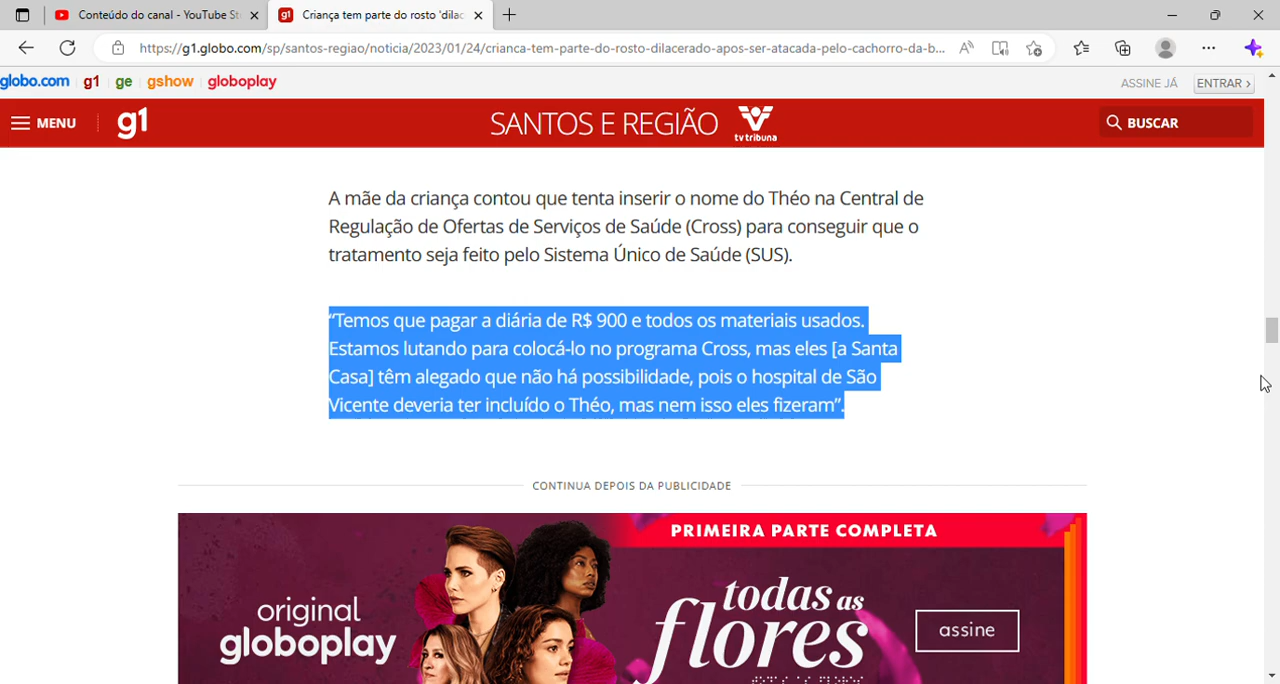 Conteúdo do canal - YouTube St
Criança tem parte do rosto 'dilac
https://g1.globo.com/sp/santos-regiao/noticia/2023/01/24/crianca-tem-parte-do-rosto-dilacerado-apos-ser-atacada-pelo-cachorro-da-b...
globo.com g1 ge gshow globoplay
ASSINE JÁ ENTRAR ›
MENU g1 SANTOS E REGIÃO tv tribuna BUSCAR
A mãe da criança contou que tenta inserir o nome do Théo na Central de
Regulação de Ofertas de Serviços de Saúde (Cross) para conseguir que o
tratamento seja feito pelo Sistema Único de Saúde (SUS).
“Temos que pagar a diária de R$ 900 e todos os materiais usados.
Estamos lutando para colocá-lo no programa Cross, mas eles [a Santa
Casa] têm alegado que não há possibilidade, pois o hospital de São
Vicente deveria ter incluído o Théo, mas nem isso eles fizeram”.
CONTINUA DEPOIS DA PUBLICIDADE
PRIMEIRA PARTE COMPLETA
original
globoplay
todas as
flores
assine